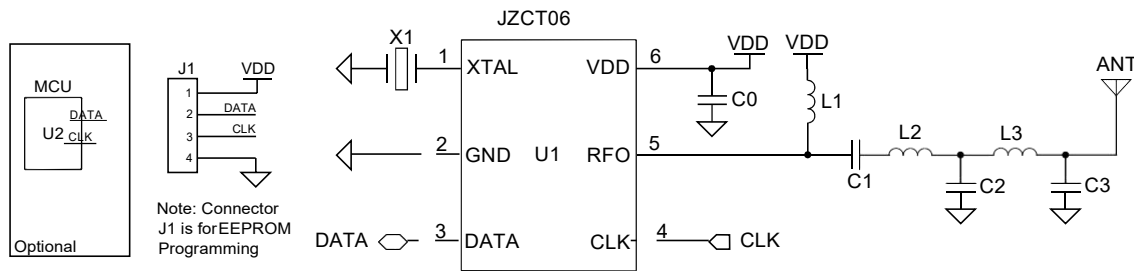 JZCT06
MCU
U2
DATA
CLK
Optional
J1
VDD
1
2
DATA
3
CLK
4
Note: Connector
J1 is forEEPROM
Programming
X1
1
XTAL
VDD
6
VDD
C0
VDD
L1
ANT
2
GND
U1
RFO
5
C1
L2
L3
C2
C3
DATA
3
DATA
CLK
4
CLK